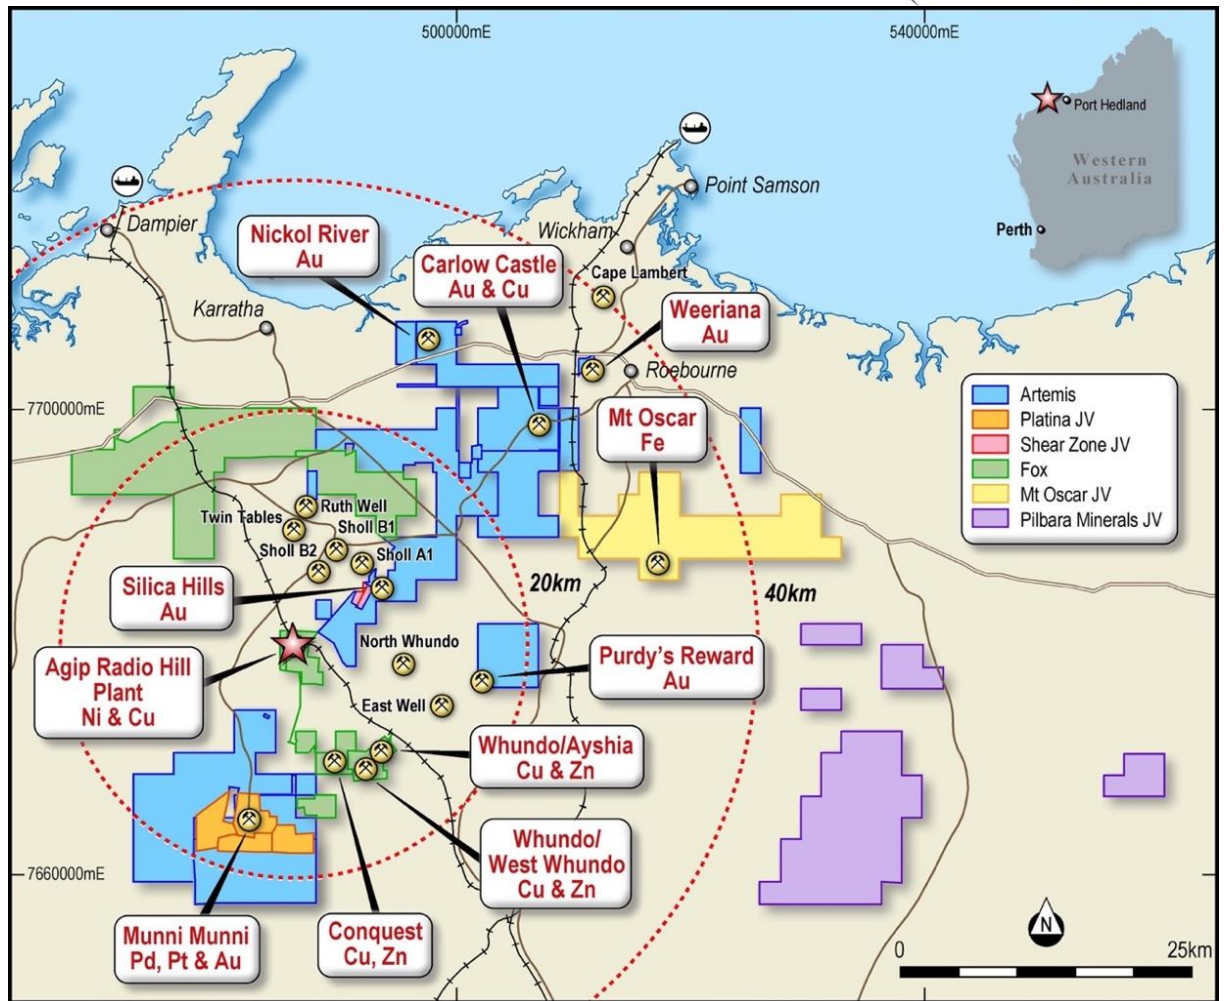 500000mE
540000mE
Port Hedland
Western
Australia
Perth
Point Samson
Dampier
Wickham
Nickol River
Au
Carlow Castle
Au & Cu
Cape Lambert
Karratha
Weeriana
Au
Roebourne
7700000mE
Mt Oscar
Fe
Artemis
Platina JV
Shear Zone JV
Fox
Mt Oscar JV
Pilbara Minerals JV
Ruth Well
Twin Tables
Sholl B1
Sholl B2
Sholl A1
Silica Hills
Au
20km
40km
North Whundo
Agip Radio Hill
Plant
Ni & Cu
Purdy's Reward
Au
East Well
Whundo/Ayshia
Cu & Zn
Whundo/
West Whundo
Cu & Zn
7660000mE
Munni Munni
Pd, Pt & Au
Conquest
Cu, Zn
N
0
25km